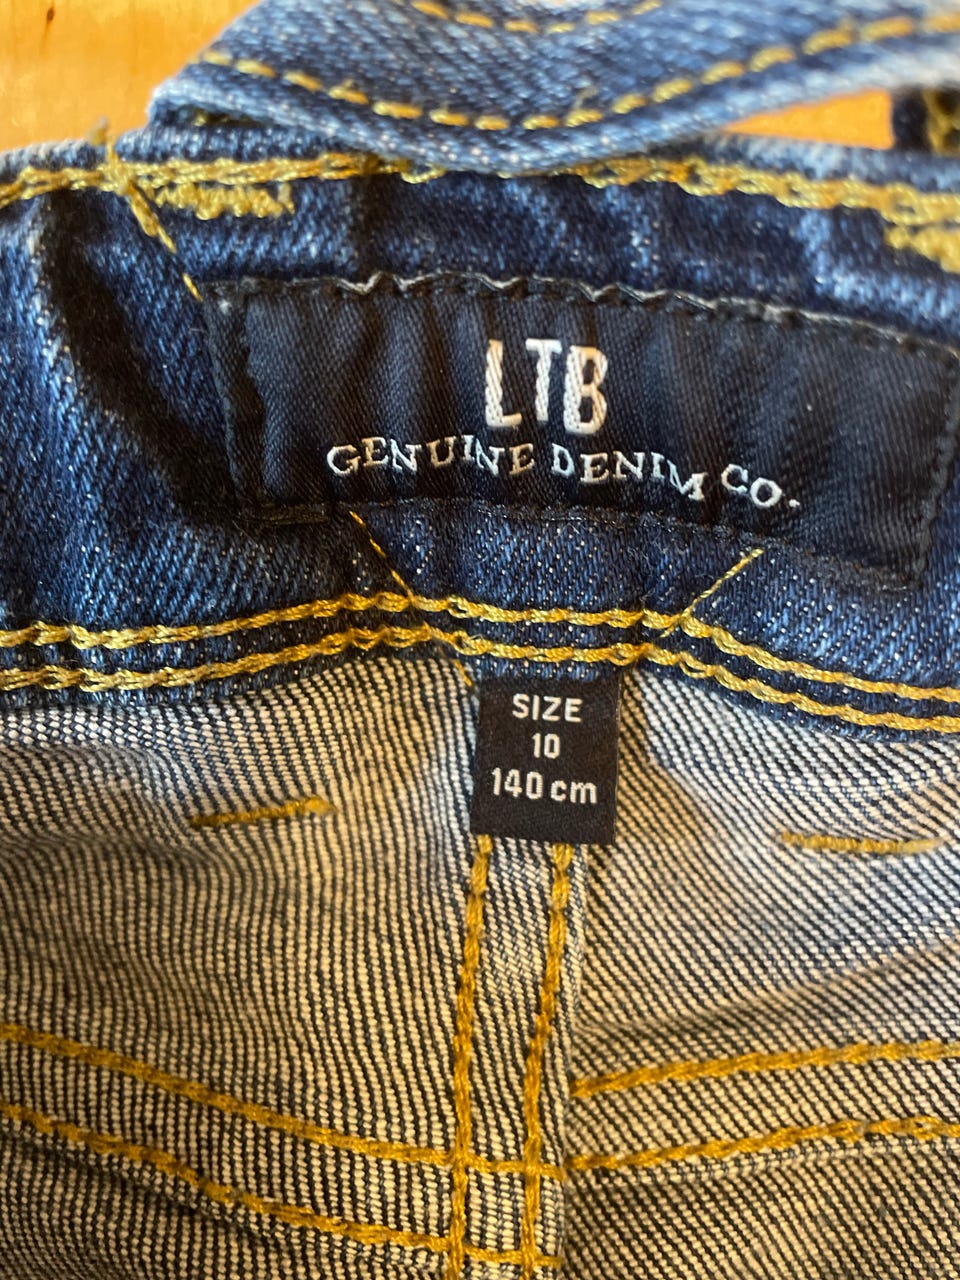 LTB
GENUINE DENIM CO.
SIZE
10
140 cm